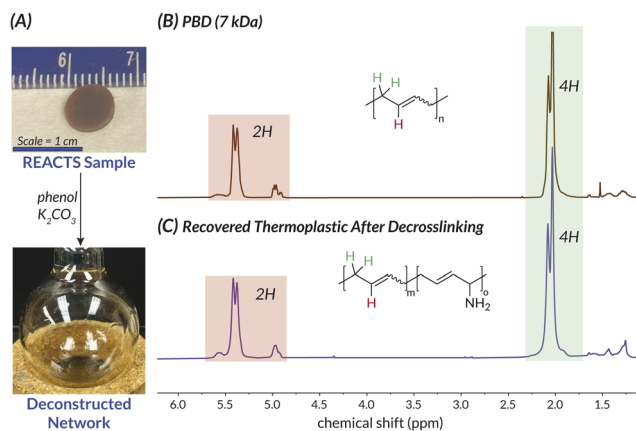 (A)
6 7
Scale = 1 cm
REACTS Sample
phenol
K₂CO₃
Deconstructed
Network
(B) PBD (7 kDa)
H
H
H
n
2H
4H
(C) Recovered Thermoplastic After Decrosslinking
H
H
H
m
o
NH₂
2H
4H
6.0 5.5 5.0 4.5 4.0 3.5 3.0 2.5 2.0 1.5
chemical shift (ppm)